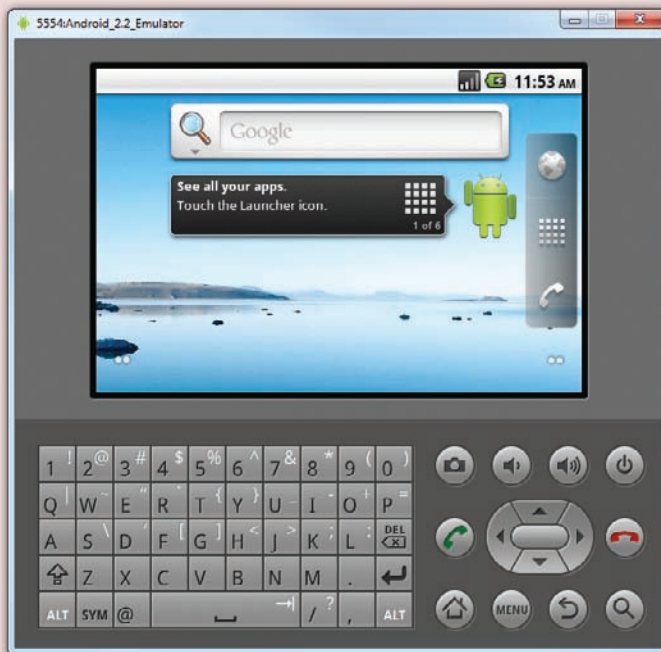 5554:Android_2.2_Emulator
11:53 AM
Google
See all your apps.
Touch the Launcher icon.
1 of 6
1 ! 2 @ 3 # 4 $ 5 % 6 ^ 7 & 8 * 9 ( 0 )
Q | W ~ E " R ` T { Y } U _ I - O + P =
A S \ D ' F [ G ] H < J > K ; L : DEL
Z X C V B N M .
ALT SYM @ / ? , ALT
MENU